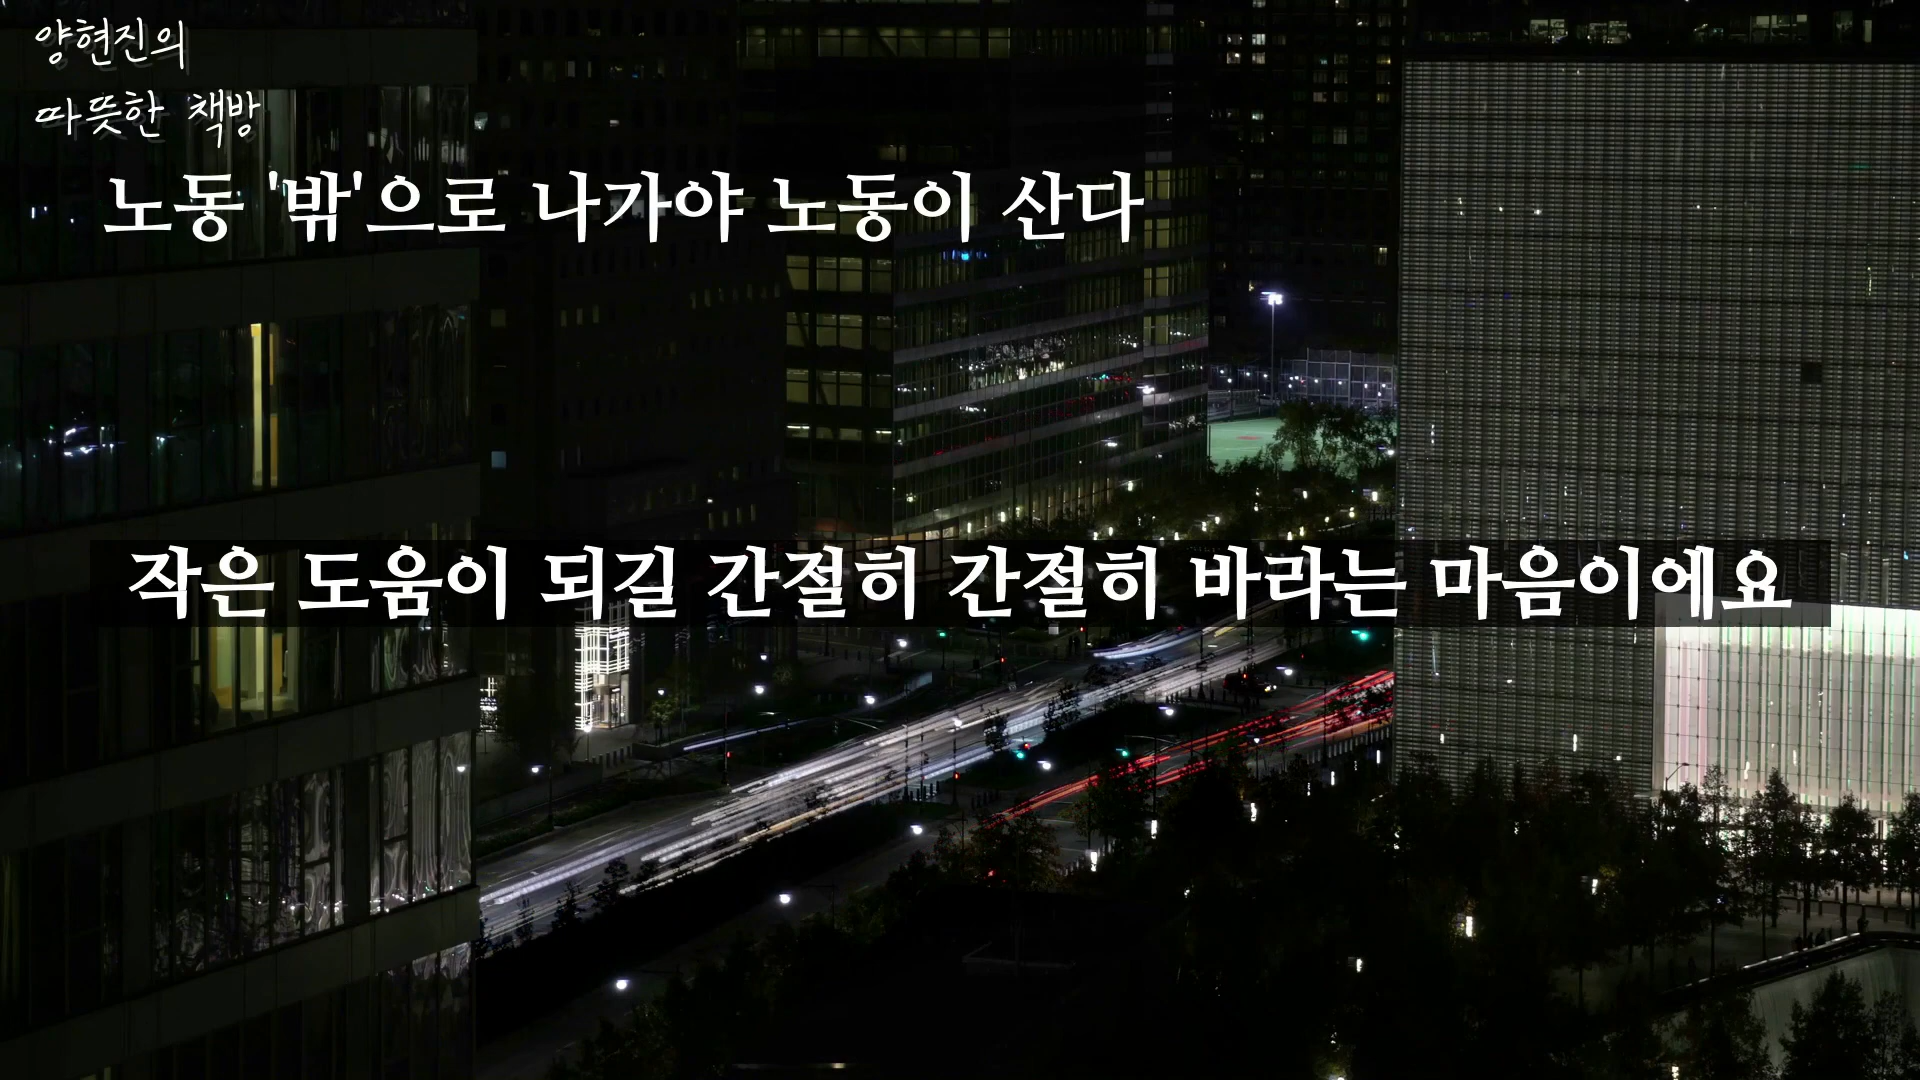 양현진의
따뜻한 책방
노동 '밖'으로 나가야 노동이 산다
작은 도움이 되길 간절히 간절히 바라는 마음이에요